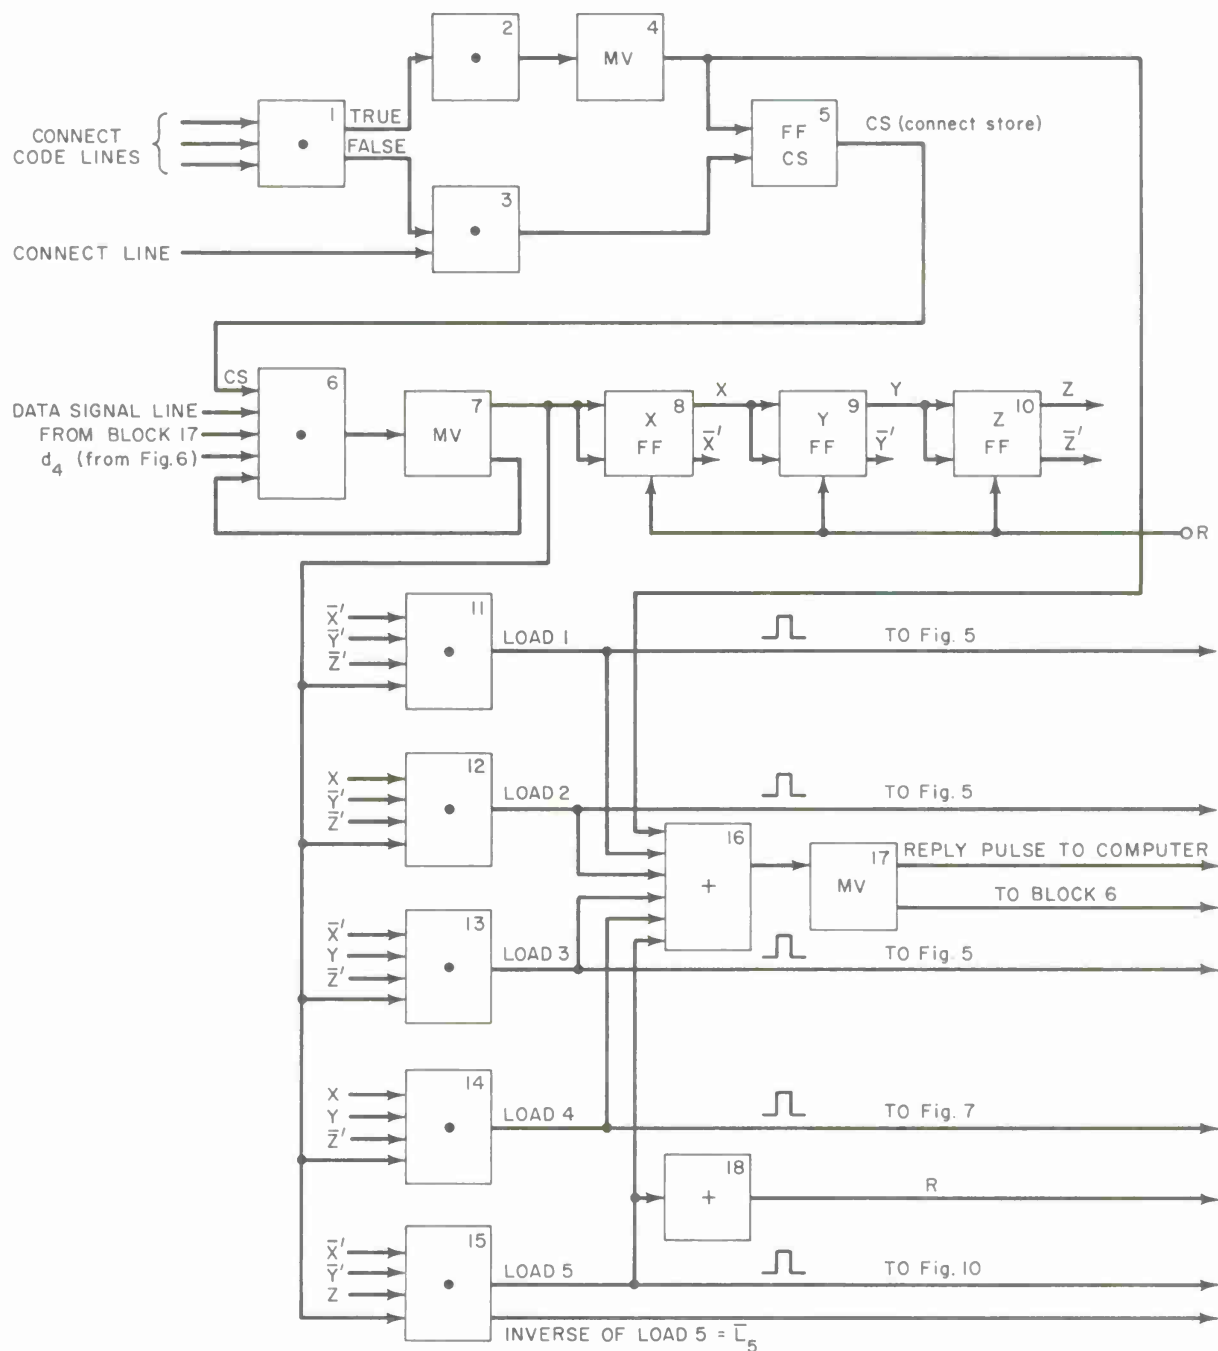 1
TRUE
FALSE
CONNECT
CODE LINES
2
MV
4
3
CONNECT LINE
FF
CS
5
CS (connect store)
CS
DATA SIGNAL LINE
FROM BLOCK 17
d4 (from Fig.6)
6
MV
7
X
FF
8
X
X̅'
Y
FF
9
Y
Y̅'
Z
FF
10
Z
Z̅'
R
X̅'
Y̅'
Z̅'
11
LOAD 1
TO Fig. 5
X
Y̅'
Z̅'
12
LOAD 2
TO Fig. 5
16
+
MV
17
REPLY PULSE TO COMPUTER
TO BLOCK 6
X̅'
Y
Z̅'
13
LOAD 3
TO Fig. 5
X
Y
Z̅'
14
LOAD 4
TO Fig. 7
18
+
R
X̅'
Y̅'
Z
15
LOAD 5
TO Fig. 10
INVERSE OF LOAD 5 = L̅5